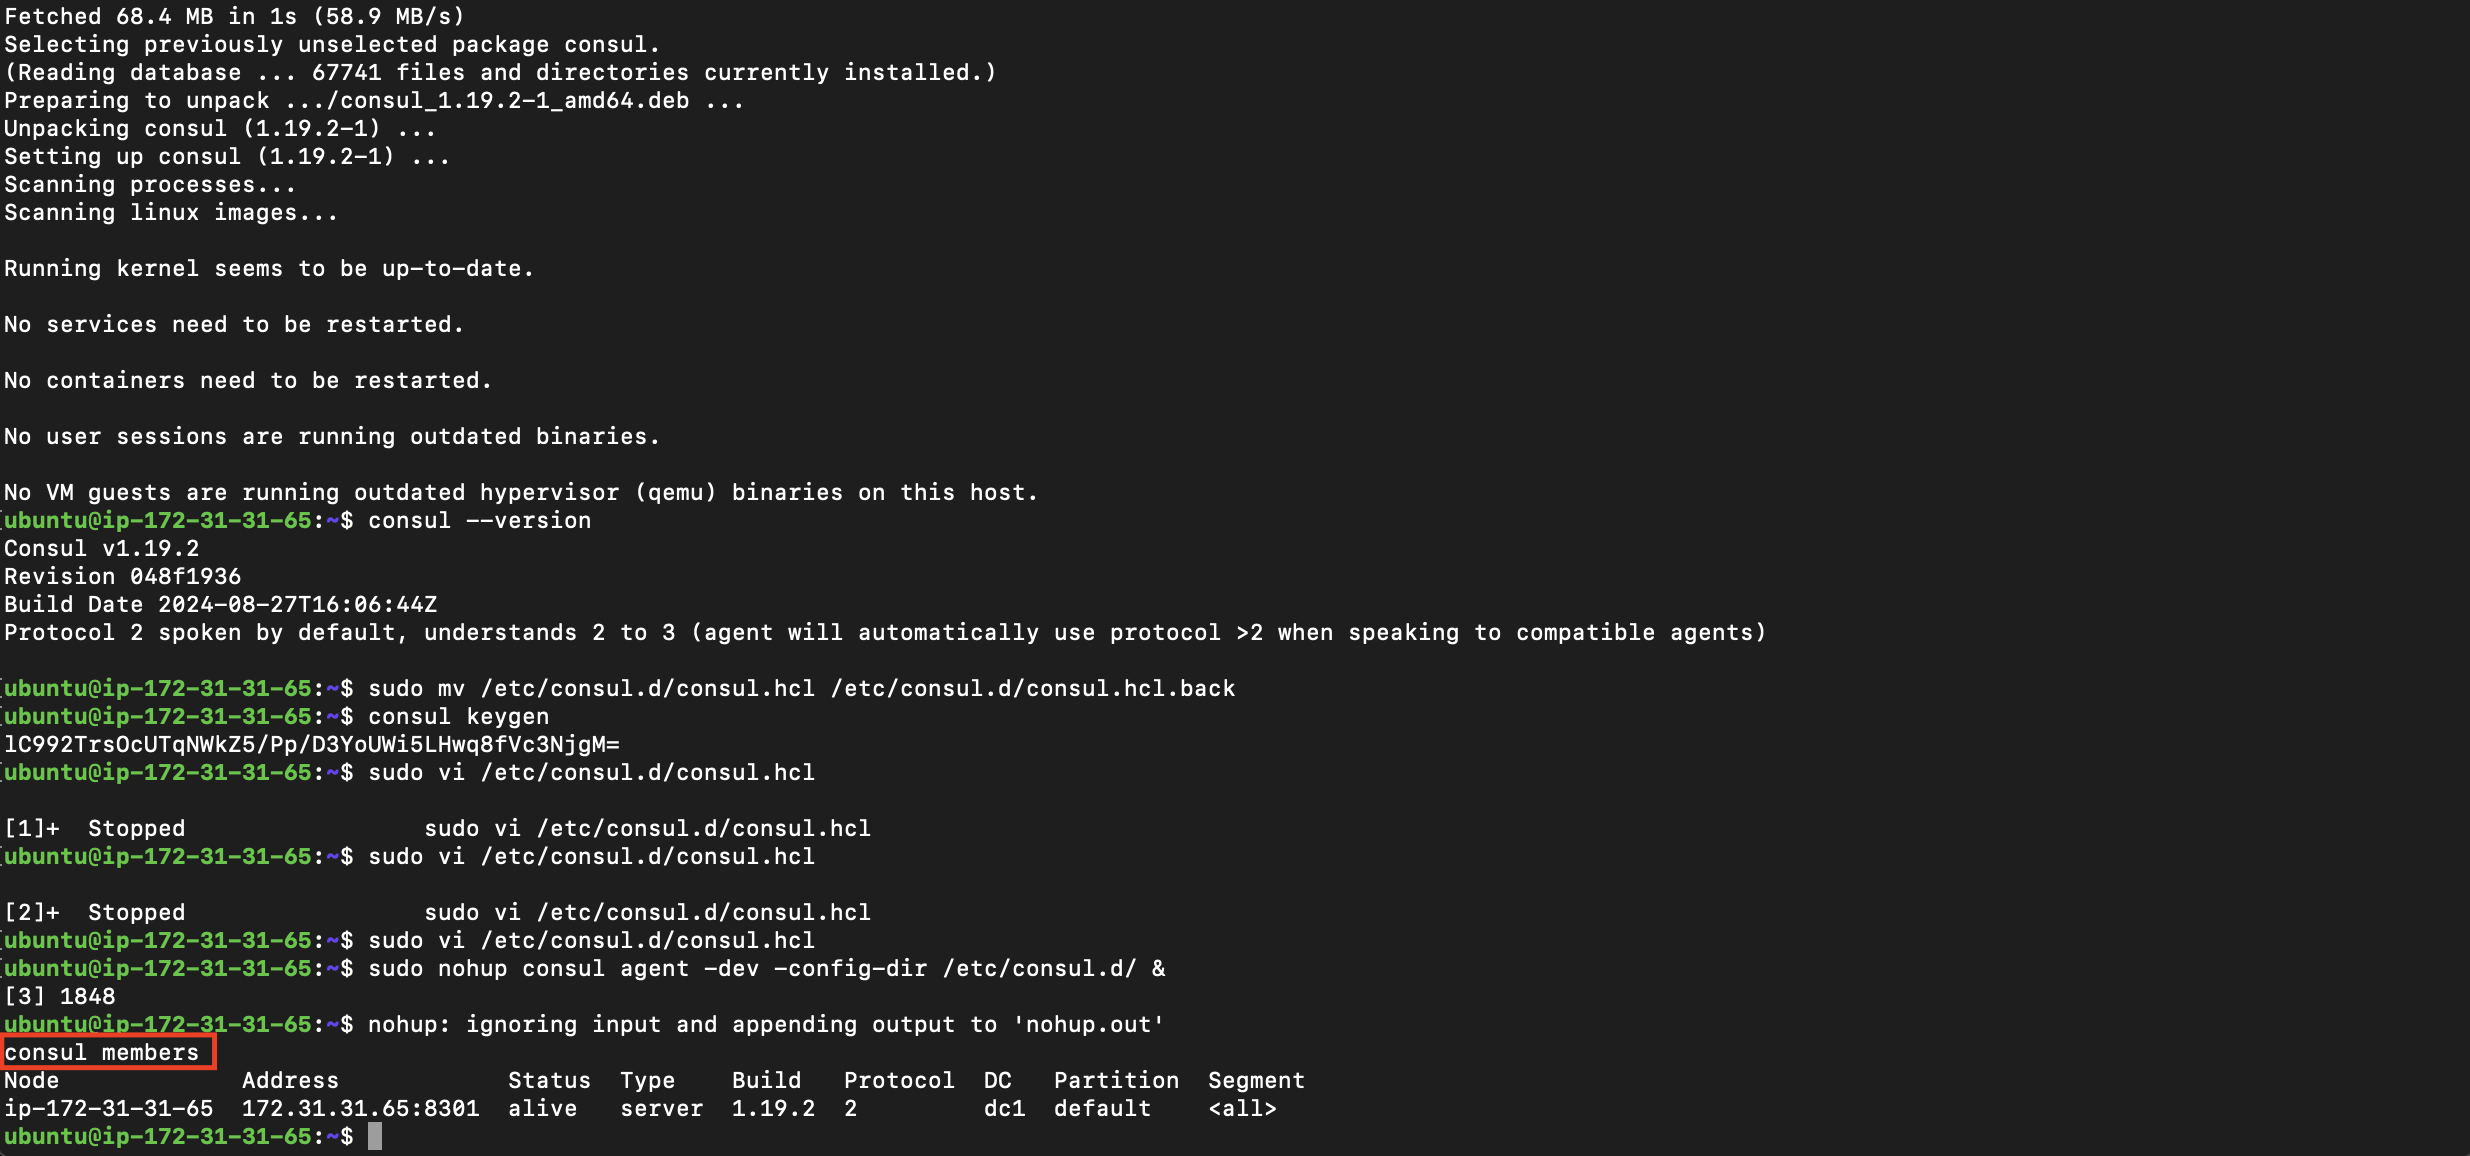 Fetched 68.4 MB in 1s (58.9 MB/s)
Selecting previously unselected package consul.
(Reading database ... 67741 files and directories currently installed.)
Preparing to unpack .../consul_1.19.2-1_amd64.deb ...
Unpacking consul (1.19.2-1) ...
Setting up consul (1.19.2-1) ...
Scanning processes...
Scanning linux images...
Running kernel seems to be up-to-date.
No services need to be restarted.
No containers need to be restarted.
No user sessions are running outdated binaries.
No VM guests are running outdated hypervisor (qemu) binaries on this host.
ubuntu@ip-172-31-31-65:~$ consul --version
Consul v1.19.2
Revision 048f1936
Build Date 2024-08-27T16:06:44Z
Protocol 2 spoken by default, understands 2 to 3 (agent will automatically use protocol >2 when speaking to compatible agents)
ubuntu@ip-172-31-31-65:~$ sudo mv /etc/consul.d/consul.hcl /etc/consul.d/consul.hcl.back
ubuntu@ip-172-31-31-65:~$ consul keygen
lC992TrsOcUTqNWkZ5/Pp/D3YoUWi5LHwq8fVc3NjgM=
ubuntu@ip-172-31-31-65:~$ sudo vi /etc/consul.d/consul.hcl
[1]+  Stopped                 sudo vi /etc/consul.d/consul.hcl
ubuntu@ip-172-31-31-65:~$ sudo vi /etc/consul.d/consul.hcl
[2]+  Stopped                 sudo vi /etc/consul.d/consul.hcl
ubuntu@ip-172-31-31-65:~$ sudo vi /etc/consul.d/consul.hcl
ubuntu@ip-172-31-31-65:~$ sudo nohup consul agent -dev -config-dir /etc/consul.d/ &
[3] 1848
ubuntu@ip-172-31-31-65:~$ nohup: ignoring input and appending output to 'nohup.out'
consul members
Node             Address            Status  Type    Build   Protocol  DC   Partition  Segment
ip-172-31-31-65  172.31.31.65:8301  alive   server  1.19.2  2         dc1  default    <all>
ubuntu@ip-172-31-31-65:~$